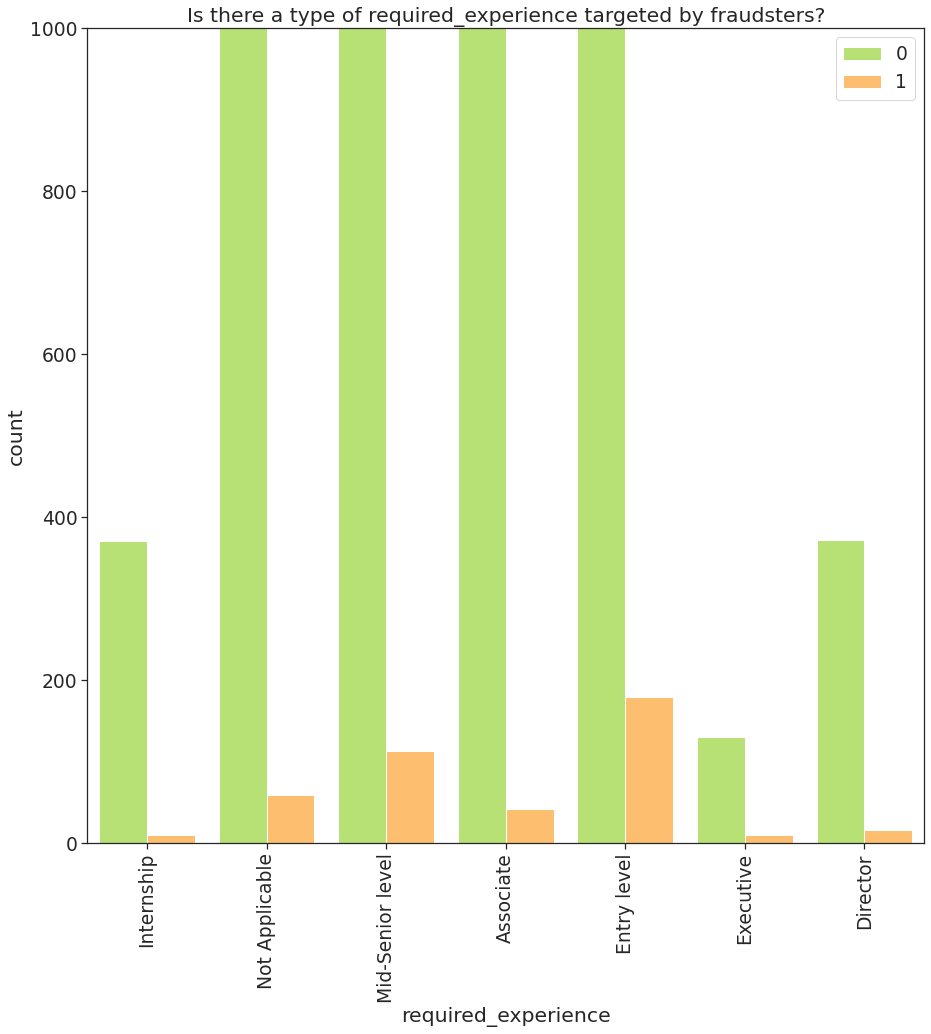 Is there a type of required_experience targeted by fraudsters?
1000
800
600
400
200
0
count
0
1
Internship
Not Applicable
Mid-Senior level
Associate
Entry level
Executive
Director
required_experience